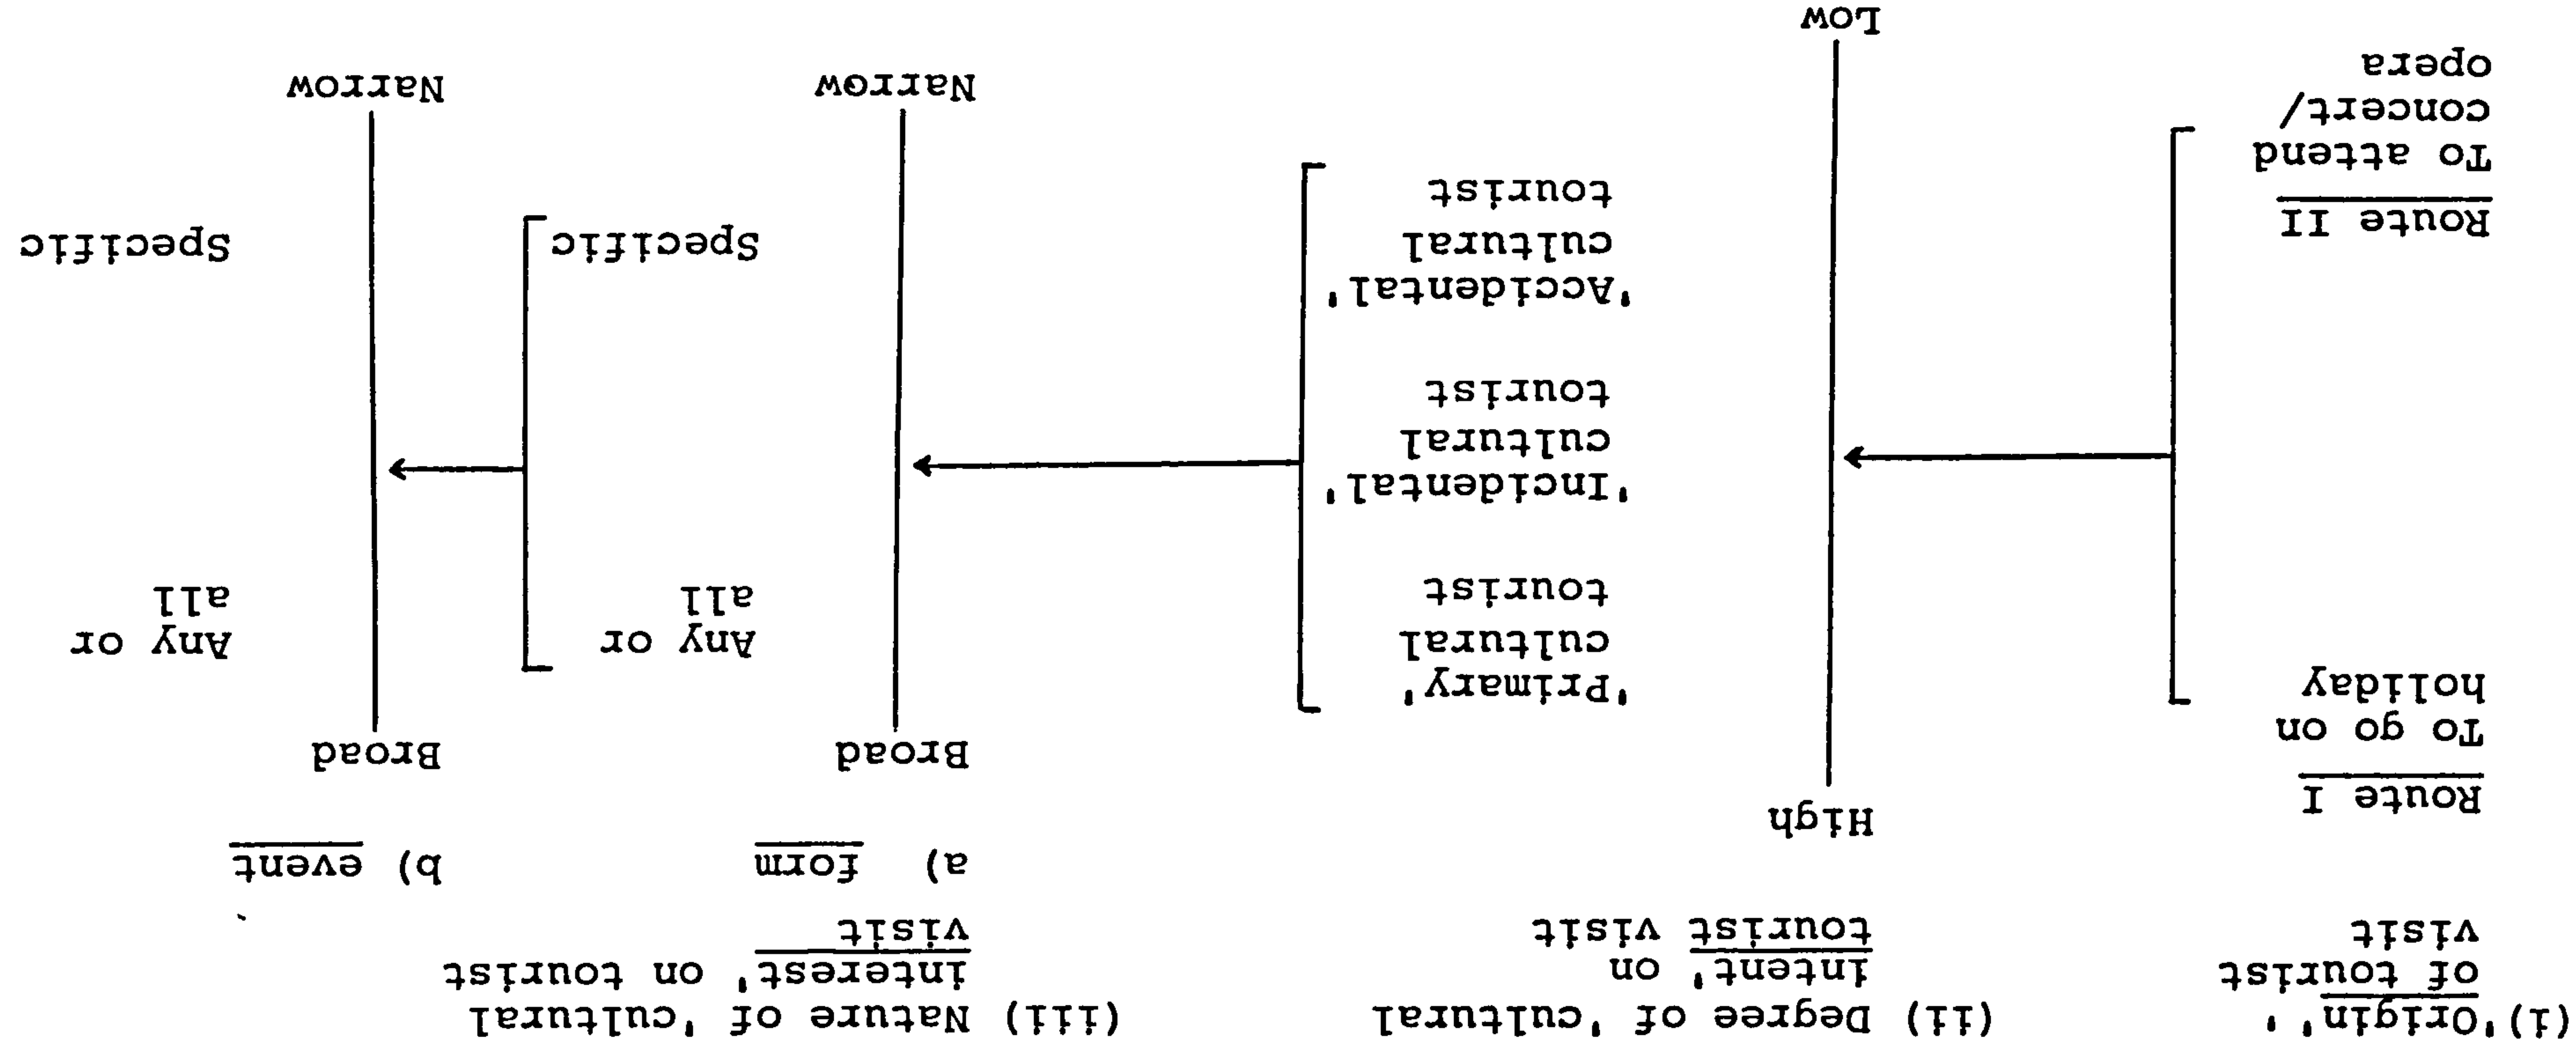 (i)'Origin' '
of tourist
visit
Route I
To go on
holiday
Route II
To attend
concert/
opera
(ii) Degree of 'cultural
intent' on
tourist visit
High
Low
'Primary'
cultural
tourist
'Incidental'
cultural
tourist
'Accidental'
cultural
tourist
(iii) Nature of 'cultural
interest' on tourist
visit
a) form
Broad
Narrow
Any or
all
Specific
b) event
Broad
Narrow
Any or
all
Specific